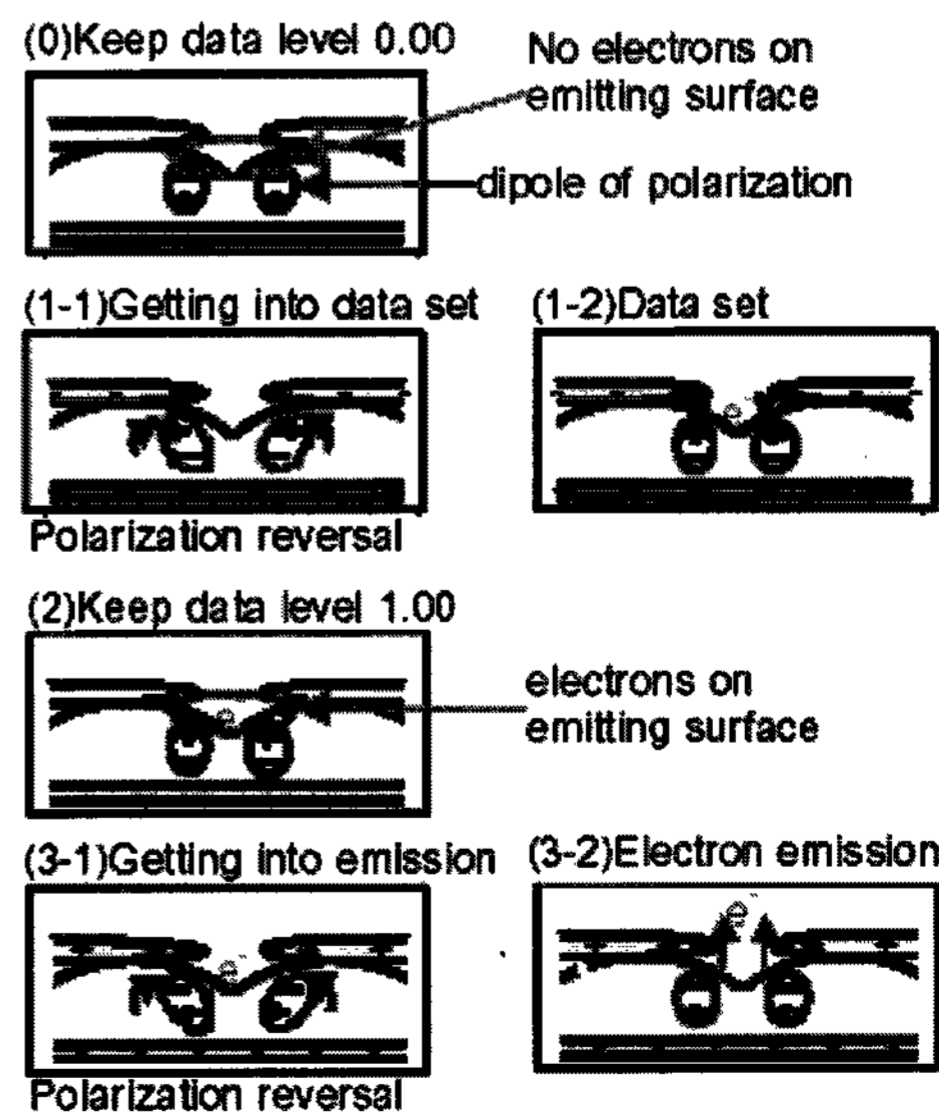 (0)Keep data level 0.00
No electrons on
emitting surface
dipole of polarization
(1-1)Getting into data set
(1-2)Data set
e⁻
Polarization reversal
(2)Keep data level 1.00
e⁻
electrons on
emitting surface
(3-1)Getting into emission
(3-2)Electron emission
e⁻
e⁻
Polarization reversal